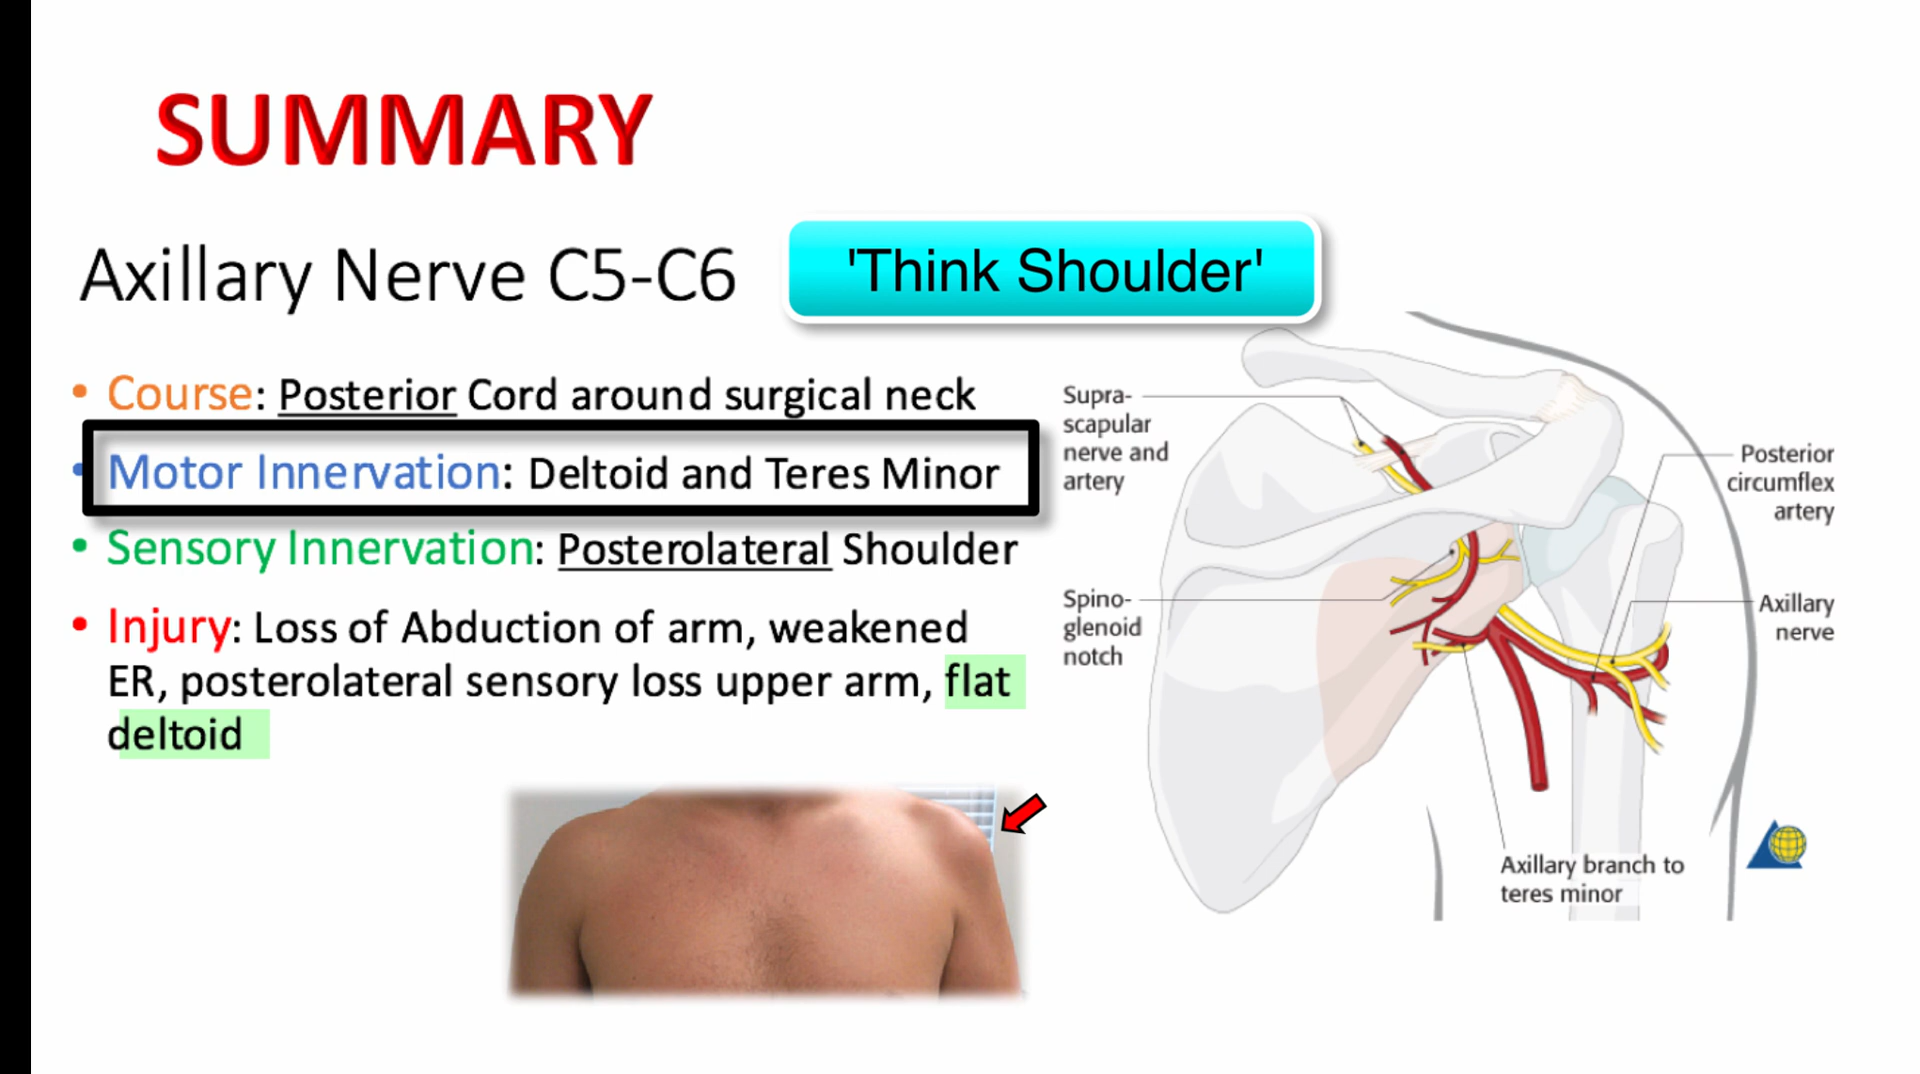 SUMMARY
Axillary Nerve C5-C6
'Think Shoulder'
• Course: Posterior Cord around surgical neck
• Motor Innervation: Deltoid and Teres Minor
• Sensory Innervation: Posterolateral Shoulder
• Injury: Loss of Abduction of arm, weakened
ER, posterolateral sensory loss upper arm, flat
deltoid
Supra-
scapular
nerve and
artery
Spino-
glenoid
notch
Posterior
circumflex
artery
Axillary
nerve
Axillary branch to
teres minor